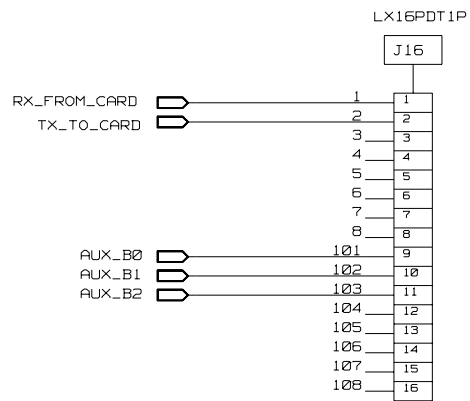 LX16PDT1P
J16
RX_FROM_CARD 1 1
TX_TO_CARD 2 2
3 3
4 4
5 5
6 6
7 7
8 8
AUX_B0 101 9
AUX_B1 102 10
AUX_B2 103 11
104 12
105 13
106 14
107 15
108 16